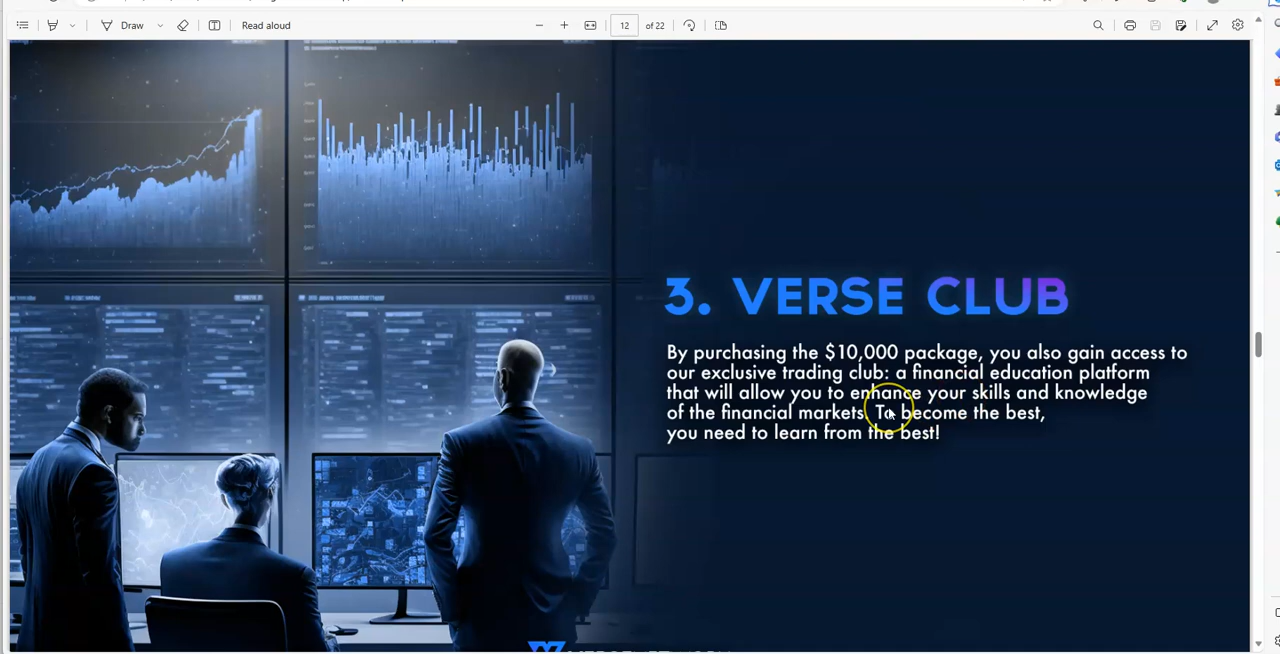 Draw
Read aloud
12
of 22
3. VERSE CLUB
By purchasing the $10,000 package, you also gain access to
our exclusive trading club: a financial education platform
that will allow you to enhance your skills and knowledge
of the financial markets. To become the best,
you need to learn from the best!